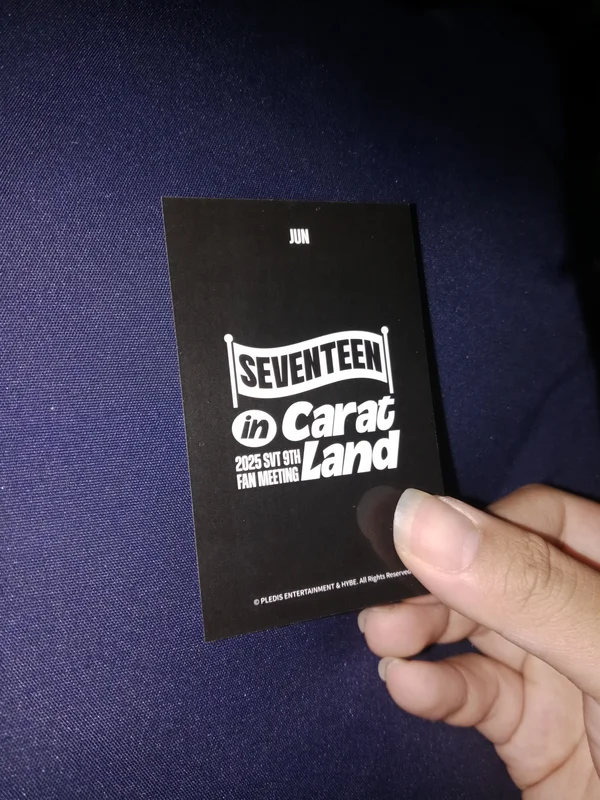 JUN
SEVENTEEN
in Carat
2025 SVT 9TH Land
FAN MEETING
© PLEDIS ENTERTAINMENT & HYBE. All Rights Reserved